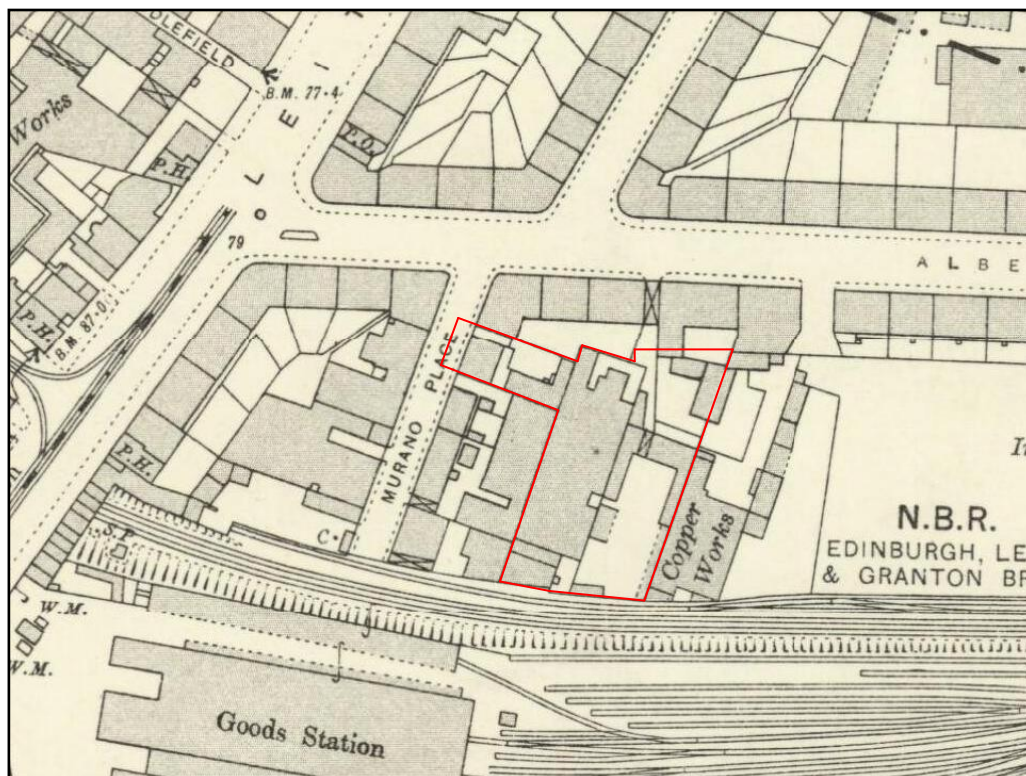 OLEFIELD
B.M. 77·4
L E I T
Works
P.H.
P.O.
79
P.H.
B.M. 87·0
A L B E
MURANO PLACE
P.H.
S.P.
C
Copper Works
N.B.R.
EDINBURGH, LE
& GRANTON BR
W.M.
W.M.
Goods Station